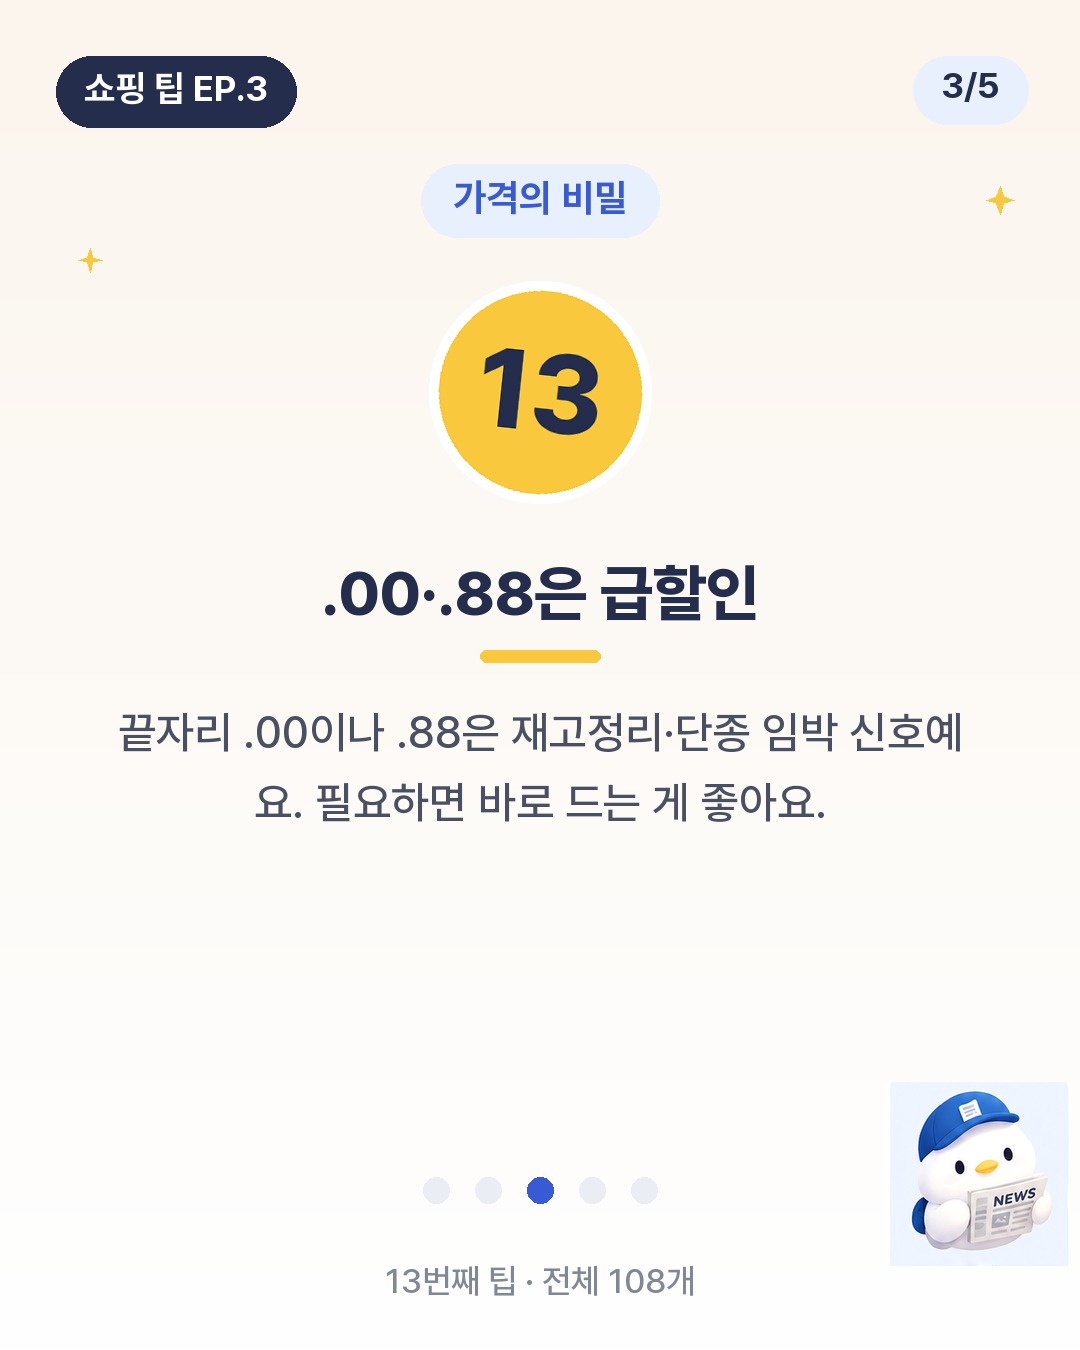 쇼핑 팁 EP.3
3/5
가격의 비밀
13
.00·.88은 급할인
끝자리 .00이나 .88은 재고정리·단종 임박 신호예
요. 필요하면 바로 드는 게 좋아요.
NEWS
13번째 팁 · 전체 108개